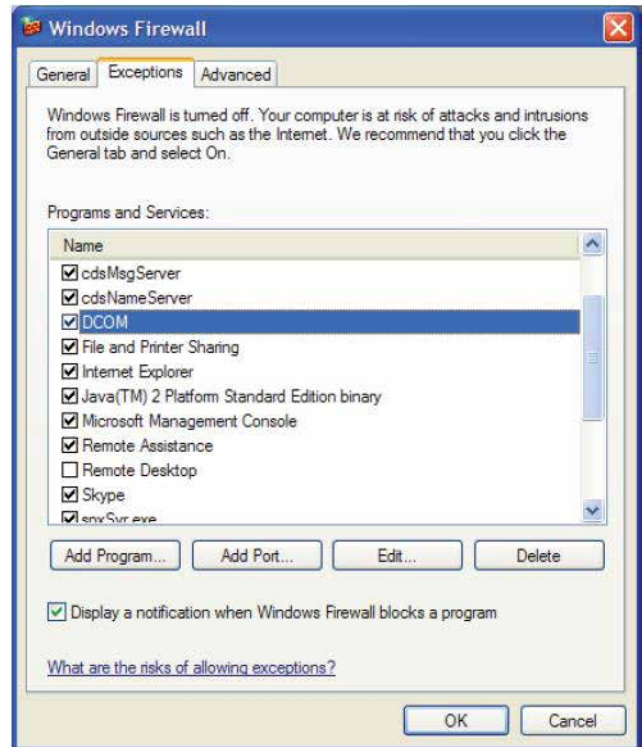 Windows Firewall
General Exceptions Advanced
Windows Firewall is turned off. Your computer is at risk of attacks and intrusions
from outside sources such as the Internet. We recommend that you click the
General tab and select On.
Programs and Services:
Name
cdsMsgServer
cdsNameServer
DCOM
File and Printer Sharing
Internet Explorer
Java(TM) 2 Platform Standard Edition binary
Microsoft Management Console
Remote Assistance
Remote Desktop
Skype
snxSvr.exe
Add Program... Add Port... Edit... Delete
Display a notification when Windows Firewall blocks a program
What are the risks of allowing exceptions?
OK Cancel